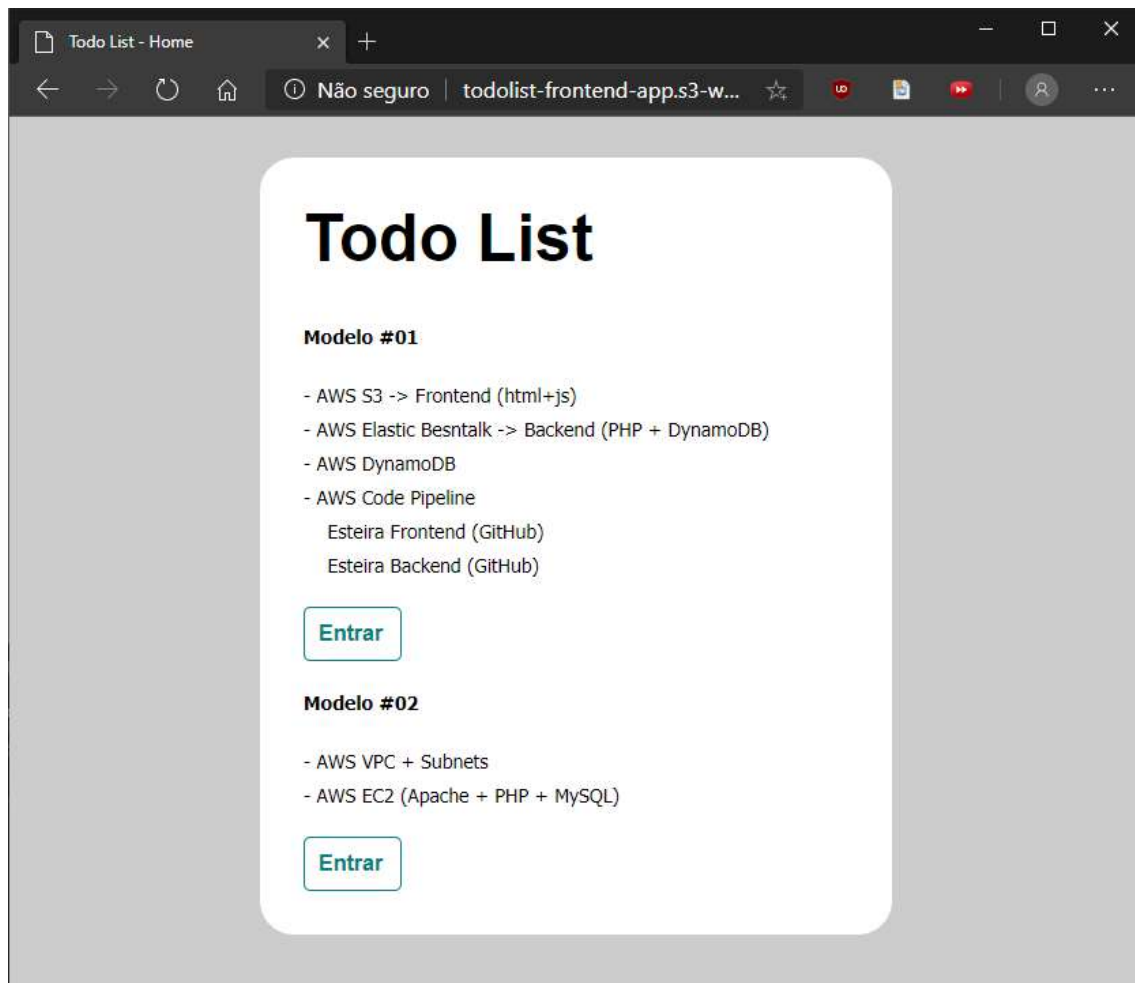 Todo List - Home
Não seguro todolist-frontend-app.s3-w...
Todo List
Modelo #01
- AWS S3 -> Frontend (html+js)
- AWS Elastic Besntalk -> Backend (PHP + DynamoDB)
- AWS DynamoDB
- AWS Code Pipeline
Esteira Frontend (GitHub)
Esteira Backend (GitHub)
Entrar
Modelo #02
- AWS VPC + Subnets
- AWS EC2 (Apache + PHP + MySQL)
Entrar